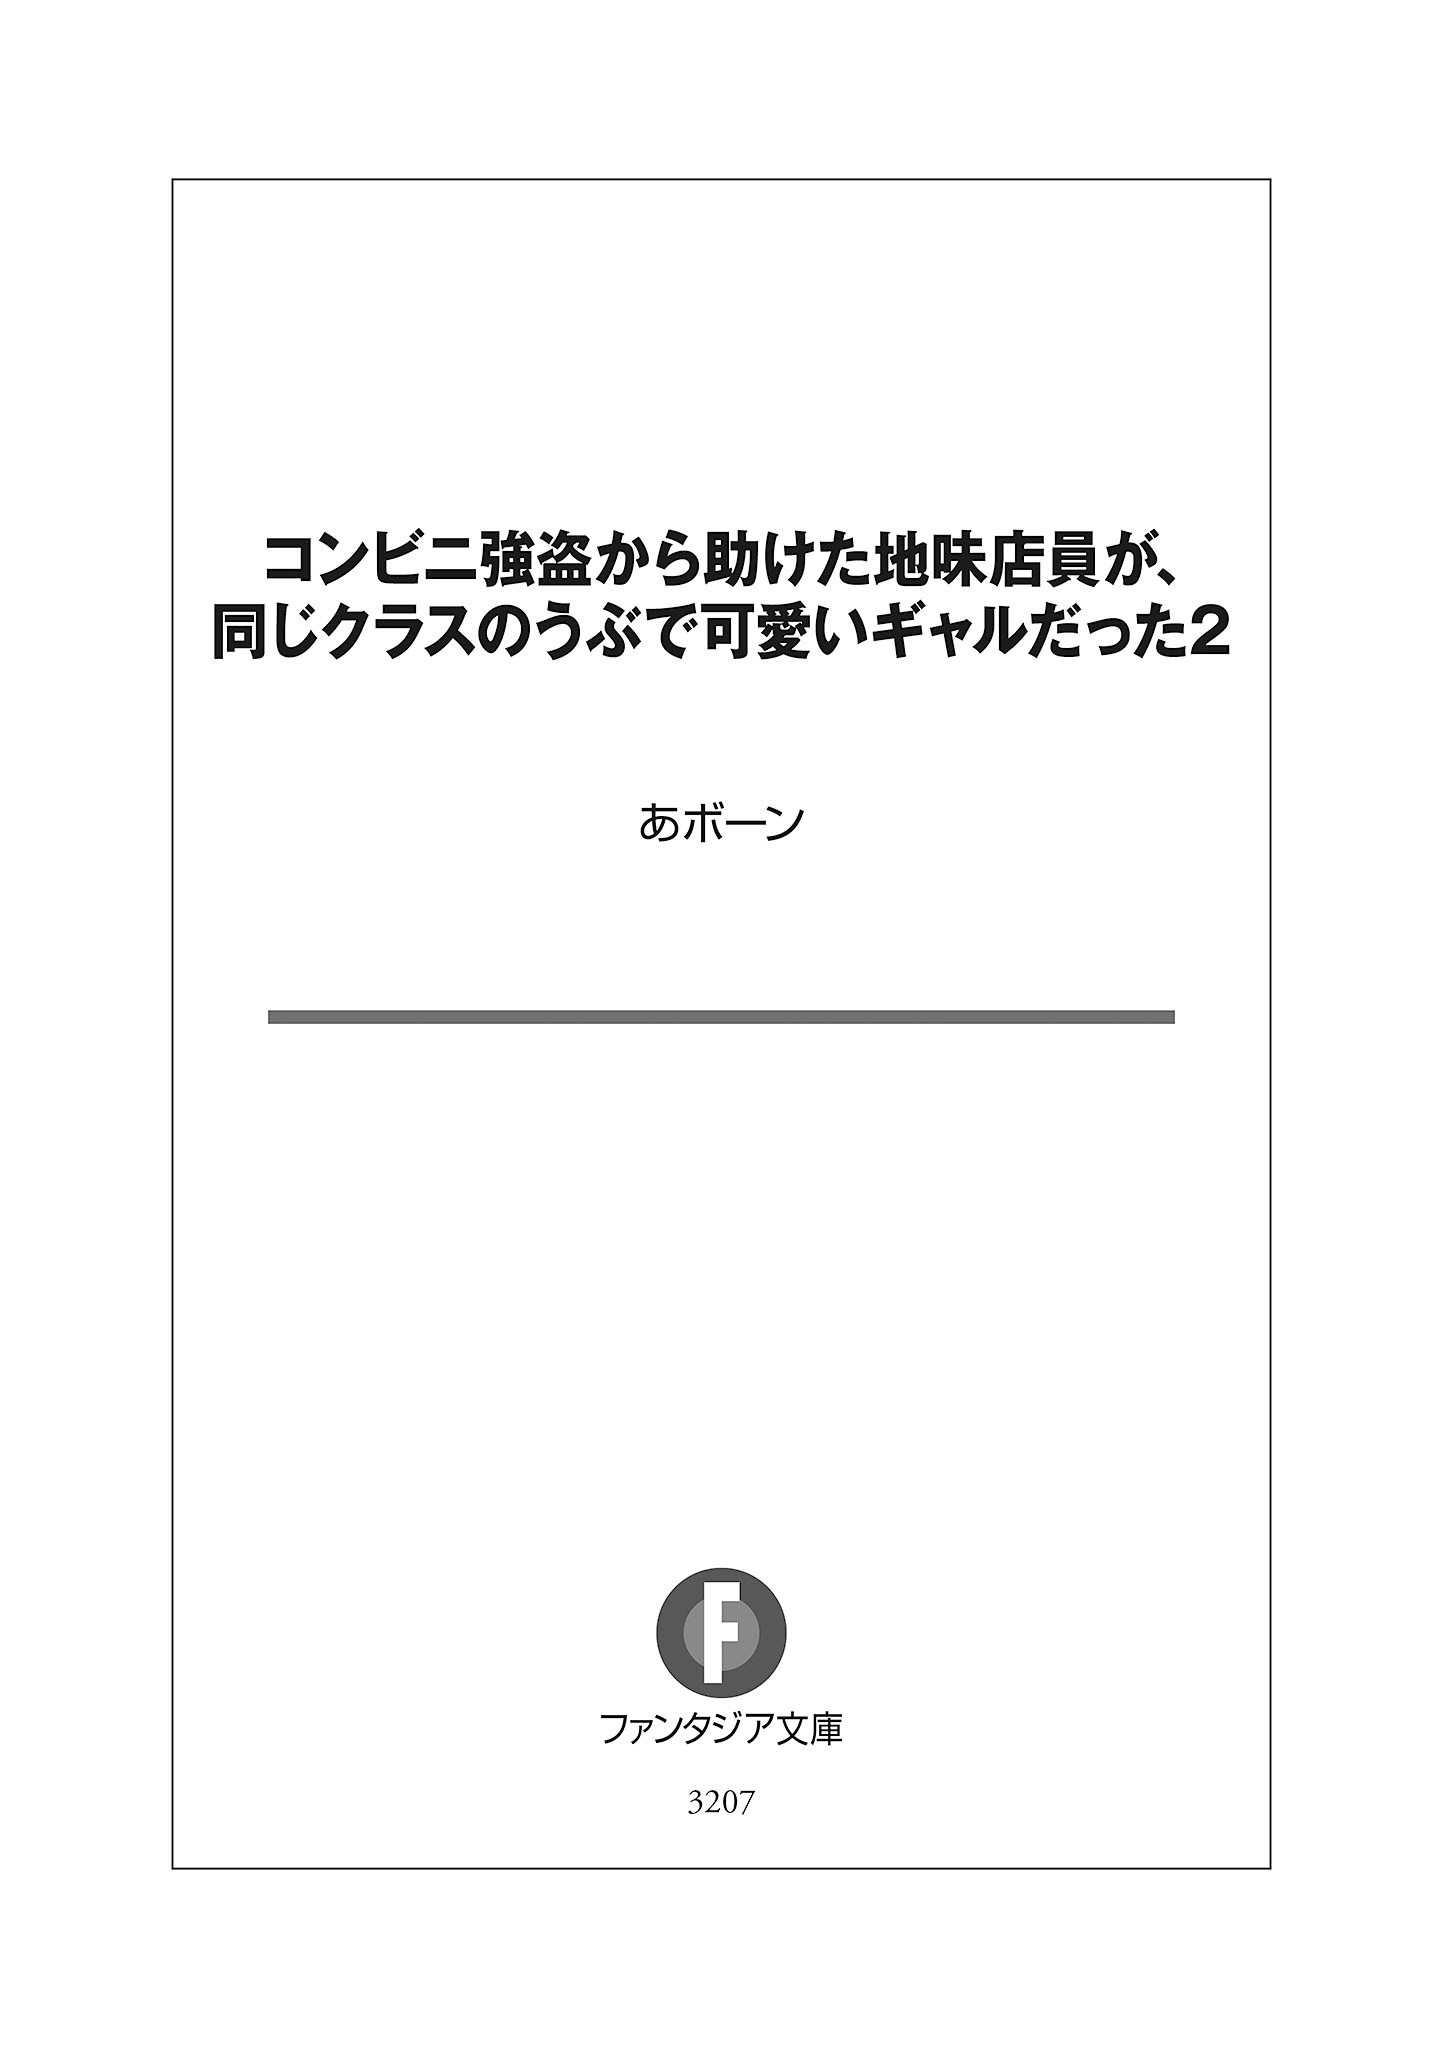 コンビニ強盗から助けた地味店員が、
同じクラスのうぶで可愛いギャルだった2
あボーン
F
ファンタジア文庫
3207